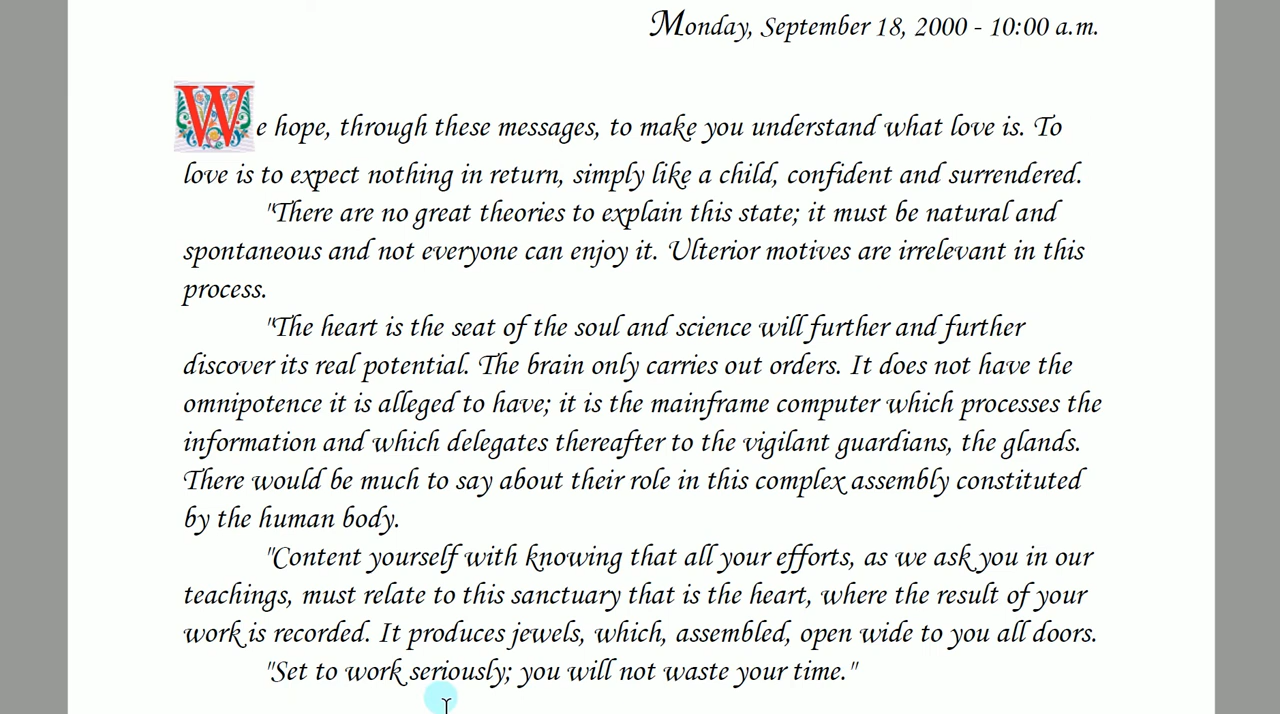 Monday, September 18, 2000 - 10:00 a.m.
We hope, through these messages, to make you understand what love is. To
love is to expect nothing in return, simply like a child, confident and surrendered.
"There are no great theories to explain this state; it must be natural and
spontaneous and not everyone can enjoy it. Ulterior motives are irrelevant in this
process.
"The heart is the seat of the soul and science will further and further
discover its real potential. The brain only carries out orders. It does not have the
omnipotence it is alleged to have; it is the mainframe computer which processes the
information and which delegates thereafter to the vigilant guardians, the glands.
There would be much to say about their role in this complex assembly constituted
by the human body.
"Content yourself with knowing that all your efforts, as we ask you in our
teachings, must relate to this sanctuary that is the heart, where the result of your
work is recorded. It produces jewels, which, assembled, open wide to you all doors.
"Set to work seriously; you will not waste your time."